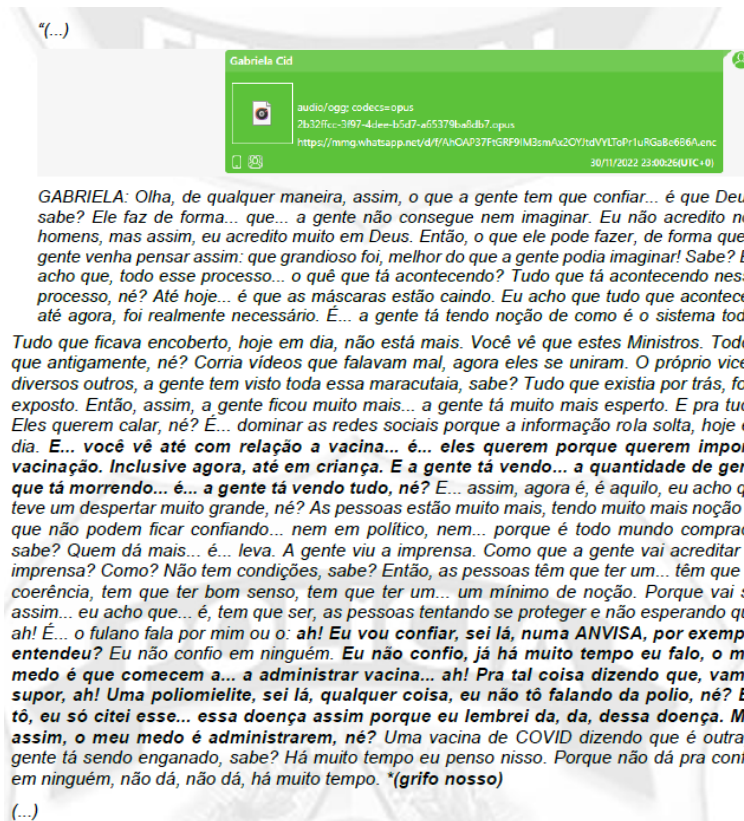 “(...)
Gabriela Cid
audio/ogg; codecs=opus
2b32ffcc-3f97-4dee-b5d7-a65379ba8db7.opus
30/11/2022 23:00:26(UTC+0)
GABRIELA: Olha, de qualquer maneira, assim, o que a gente tem que confiar... é que Deu
sabe? Ele faz de forma... que... a gente não consegue nem imaginar. Eu não acredito no
homens, mas assim, eu acredito muito em Deus. Então, o que ele pode fazer, de forma que
gente venha pensar assim: que grandioso foi, melhor do que a gente podia imaginar! Sabe? E
acho que, todo esse processo... o quê que tá acontecendo? Tudo que tá acontecendo ness
processo, né? Até hoje... é que as máscaras estão caindo. Eu acho que tudo que acontece
até agora, foi realmente necessário. É... a gente tá tendo noção de como é o sistema tod
Tudo que ficava encoberto, hoje em dia, não está mais. Você vê que estes Ministros. Todo
que antigamente, né? Corria vídeos que falavam mal, agora eles se uniram. O próprio vice
diversos outros, a gente tem visto toda essa maracutaia, sabe? Tudo que existia por trás, fo
exposto. Então, assim, a gente ficou muito mais... a gente tá muito mais esperto. E pra tud
Eles querem calar, né? É... dominar as redes sociais porque a informação rola solta, hoje e
dia. E... você vê até com relação a vacina... é... eles querem porque querem impor
vacinação. Inclusive agora, até em criança. E a gente tá vendo... a quantidade de gen
que tá morrendo... é... a gente tá vendo tudo, né? E... assim, agora é, é aquilo, eu acho q
teve um despertar muito grande, né? As pessoas estão muito mais, tendo muito mais noção
que não podem ficar confiando... nem em político, nem... porque é todo mundo comprad
sabe? Quem dá mais... é... leva. A gente viu a imprensa. Como que a gente vai acreditar
imprensa? Como? Não tem condições, sabe? Então, as pessoas têm que ter um... têm que
coerência, tem que ter bom senso, tem que ter um... um mínimo de noção. Porque vai s
assim... eu acho que... é, tem que ser, as pessoas tentando se proteger e não esperando qu
ah! É... o fulano fala por mim ou o: ah! Eu vou confiar, sei lá, numa ANVISA, por exemp
entendeu? Eu não confio em ninguém. Eu não confio, já há muito tempo eu falo, o m
medo é que comecem a... a administrar vacina... ah! Pra tal coisa dizendo que, vam
supor, ah! Uma poliomielite, sei lá, qualquer coisa, eu não tô falando da polio, né? E
tô, eu só citei esse... essa doença assim porque eu lembrei da, da, dessa doença. M
assim, o meu medo é administrarem, né? Uma vacina de COVID dizendo que é outra
gente tá sendo enganado, sabe? Há muito tempo eu penso nisso. Porque não dá pra conf
em ninguém, não dá, não dá, há muito tempo. *(grifo nosso)
(...)